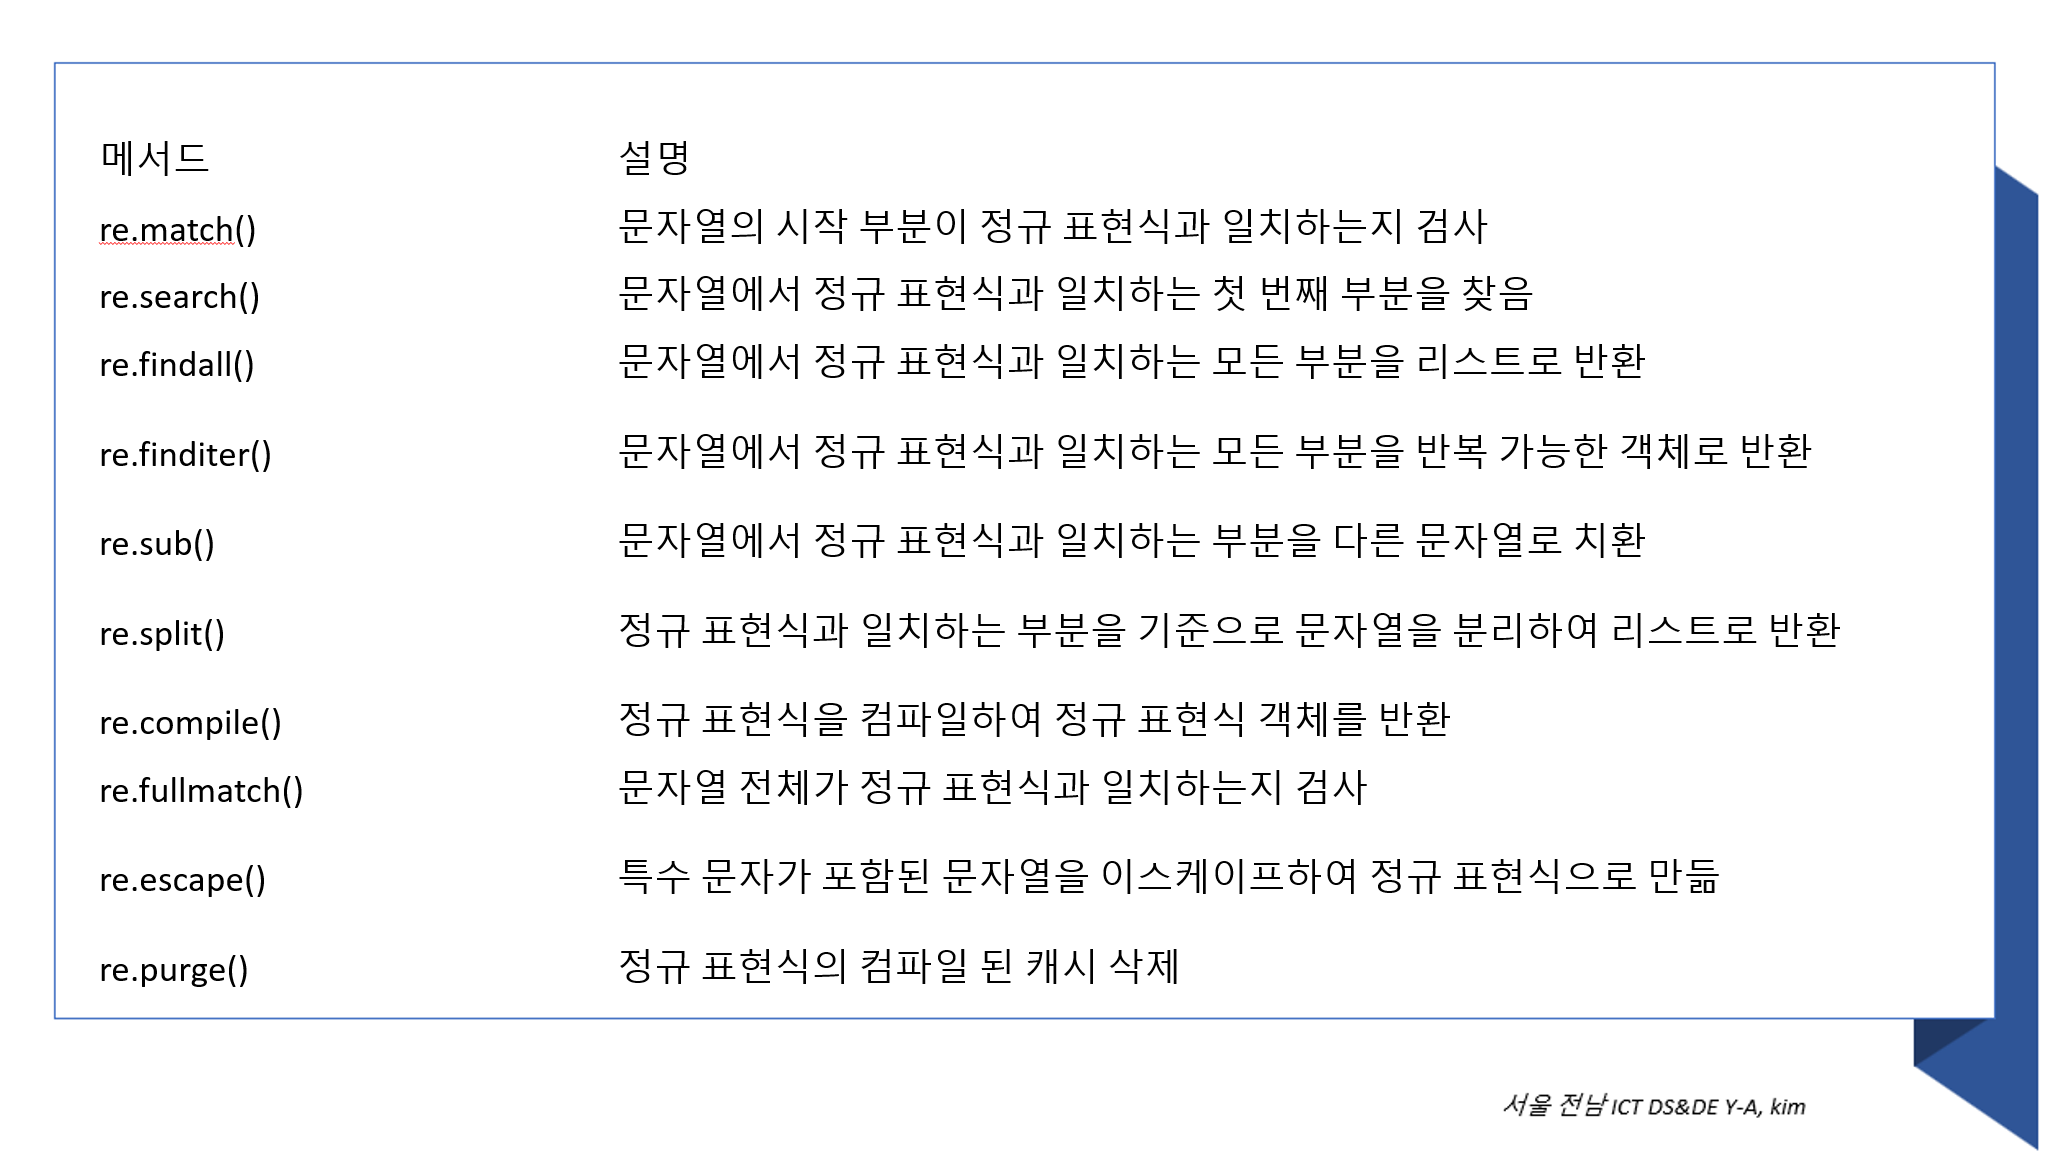 메서드 설명
re.match() 문자열의 시작 부분이 정규 표현식과 일치하는지 검사
re.search() 문자열에서 정규 표현식과 일치하는 첫 번째 부분을 찾음
re.findall() 문자열에서 정규 표현식과 일치하는 모든 부분을 리스트로 반환
re.finditer() 문자열에서 정규 표현식과 일치하는 모든 부분을 반복 가능한 객체로 반환
re.sub() 문자열에서 정규 표현식과 일치하는 부분을 다른 문자열로 치환
re.split() 정규 표현식과 일치하는 부분을 기준으로 문자열을 분리하여 리스트로 반환
re.compile() 정규 표현식을 컴파일하여 정규 표현식 객체를 반환
re.fullmatch() 문자열 전체가 정규 표현식과 일치하는지 검사
re.escape() 특수 문자가 포함된 문자열을 이스케이프하여 정규 표현식으로 만듦
re.purge() 정규 표현식의 컴파일 된 캐시 삭제
서울 전남 ICT DS&DE Y-A, kim